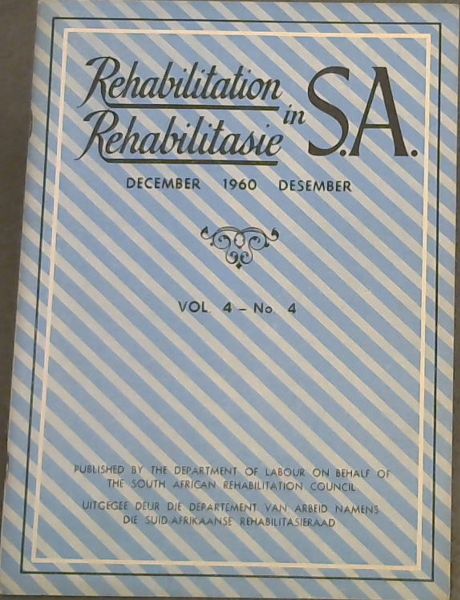 Rehabilitation
Rehabilitasie in S.A.
DECEMBER 1960 DESEMBER
VOL. 4 – No. 4
PUBLISHED BY THE DEPARTMENT OF LABOUR ON BEHALF OF
THE SOUTH AFRICAN REHABILITATION COUNCIL.
UITGEGEE DEUR DIE DEPARTEMENT VAN ARBEID NAMENS
DIE SUID-AFRIKAANSE REHABILITASIERAAD